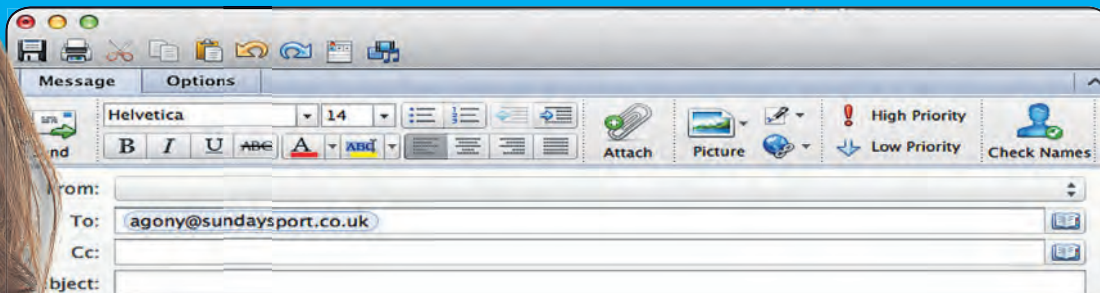 Message Options
Helvetica 14
B I U ABC A ABC Attach Picture High Priority Low Priority Check Names
nd
rom:
To: agony@sundaysport.co.uk
Cc:
bject: